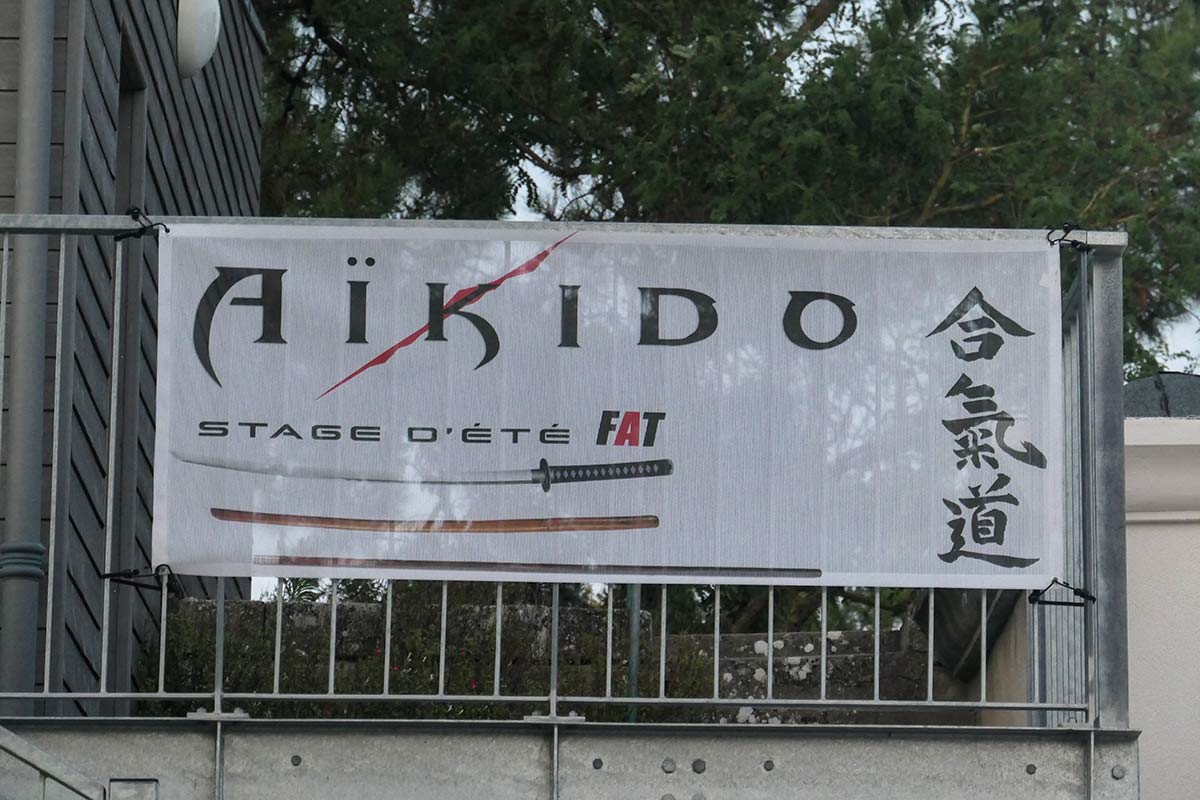 AÏKIDO
STAGE D'ÉTÉ FAT
合氣道